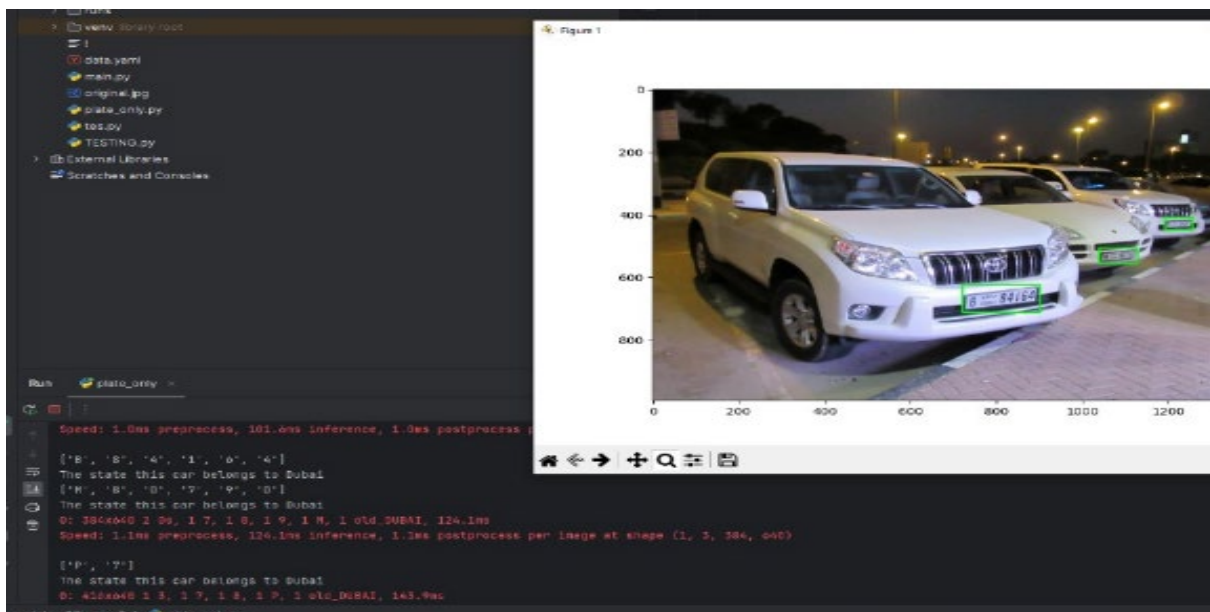 runs
venv library root
data.yaml
main.py
original.jpg
plate_only.py
tes.py
TESTING.py
External Libraries
Scratches and Consoles
Figure 1
0
200
400
600
800
0
200
400
600
800
1000
1200
B 84164
Run plate_only
Speed: 1.0ms preprocess, 101.6ms inference, 1.0ms postprocess
['B', '8', '4', '1', '6', '4']
The state this car belongs to Dubai
['M', '8', '0', '7', '9', '0']
The state this car belongs to Dubai
0: 384x640 2 0s, 1 7, 1 8, 1 9, 1 M, 1 old_DUBAI, 124.1ms
Speed: 1.1ms preprocess, 124.1ms inference, 1.1ms postprocess per image at shape (1, 3, 384, 640)
['P', '7']
The state this car belongs to Dubai
0: 416x640 1 3, 1 7, 1 8, 1 P, 1 old_DUBAI, 143.9ms